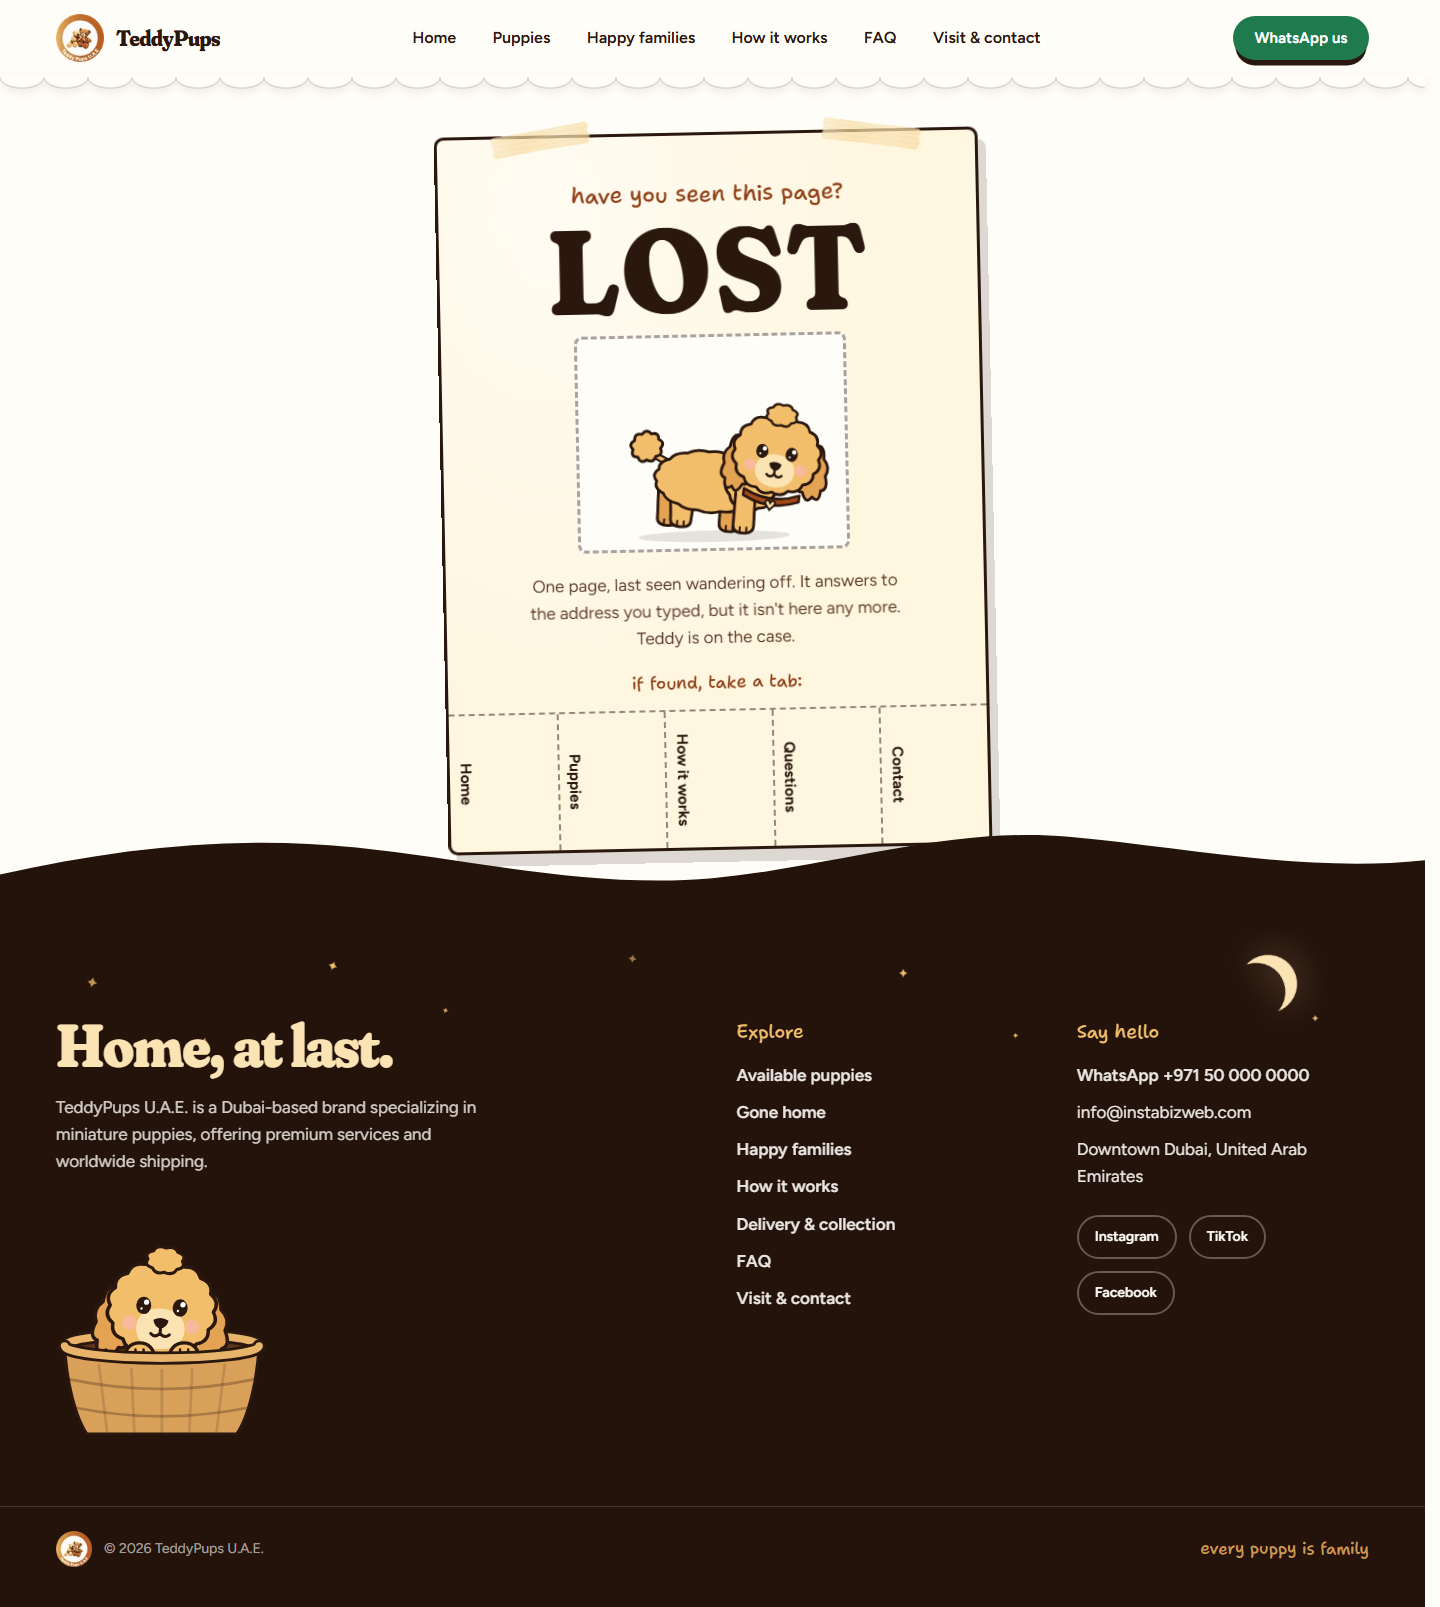 TeddyPups
Home
Puppies
Happy families
How it works
FAQ
Visit & contact
WhatsApp us
have you seen this page?
LOST
One page, last seen wandering off. It answers to
the address you typed, but it isn't here any more.
Teddy is on the case.
if found, take a tab:
Home
Puppies
How it works
Questions
Contact
Home, at last.
TeddyPups U.A.E. is a Dubai-based brand specializing in
miniature puppies, offering premium services and
worldwide shipping.
Explore
Available puppies
Gone home
Happy families
How it works
Delivery & collection
FAQ
Visit & contact
Say hello
WhatsApp +971 50 000 0000
info@instabizweb.com
Downtown Dubai, United Arab
Emirates
Instagram
TikTok
Facebook
© 2026 TeddyPups U.A.E.
every puppy is family